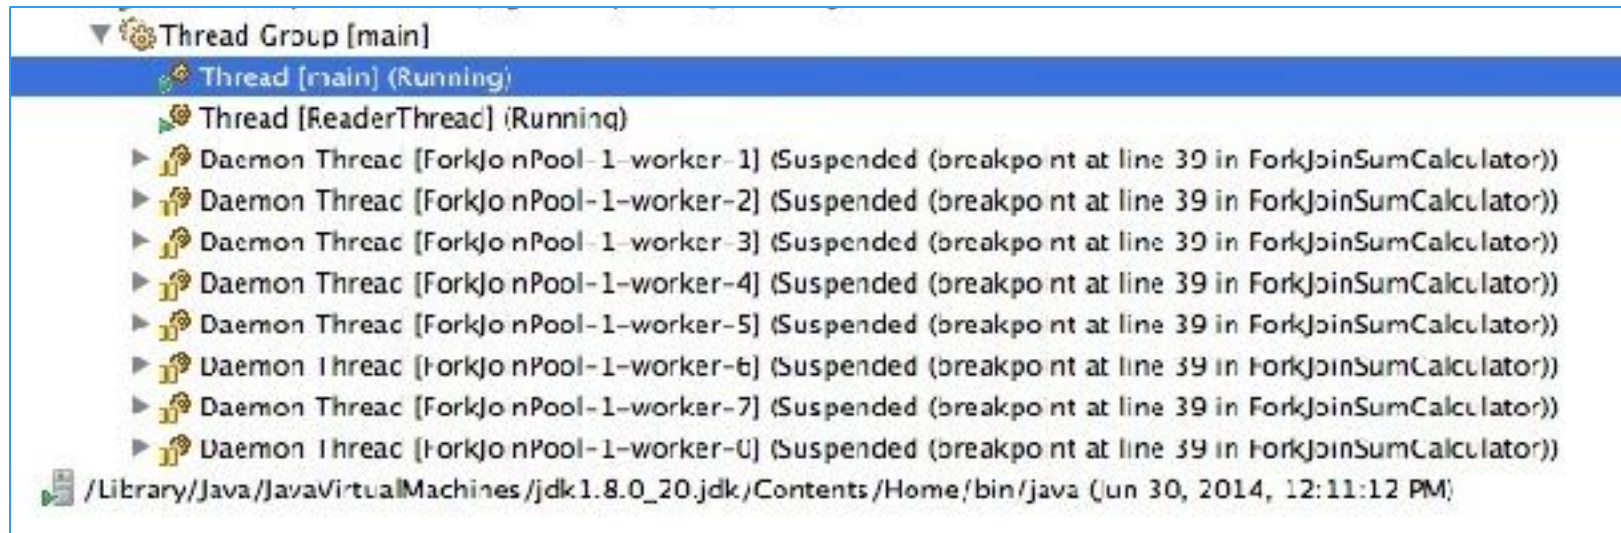 Thread Group [main]
Thread [main] (Running)
Thread [ReaderThread] (Running)
Daemon Thread [ForkJoinPool-1-worker-1] (Suspended (breakpoint at line 39 in ForkJoinSumCalculator))
Daemon Thread [ForkJoinPool-1-worker-2] (Suspended (breakpoint at line 39 in ForkJoinSumCalculator))
Daemon Thread [ForkJoinPool-1-worker-3] (Suspended (breakpoint at line 39 in ForkJoinSumCalculator))
Daemon Thread [ForkJoinPool-1-worker-4] (Suspended (breakpoint at line 39 in ForkJoinSumCalculator))
Daemon Thread [ForkJoinPool-1-worker-5] (Suspended (breakpoint at line 39 in ForkJoinSumCalculator))
Daemon Thread [ForkJoinPool-1-worker-6] (Suspended (breakpoint at line 39 in ForkJoinSumCalculator))
Daemon Thread [ForkJoinPool-1-worker-7] (Suspended (breakpoint at line 39 in ForkJoinSumCalculator))
Daemon Thread [ForkJoinPool-1-worker-0] (Suspended (breakpoint at line 39 in ForkJoinSumCalculator))
/Library/Java/JavaVirtualMachines/jdk1.8.0_20.jdk/Contents/Home/bin/java (Jun 30, 2014, 12:11:12 PM)